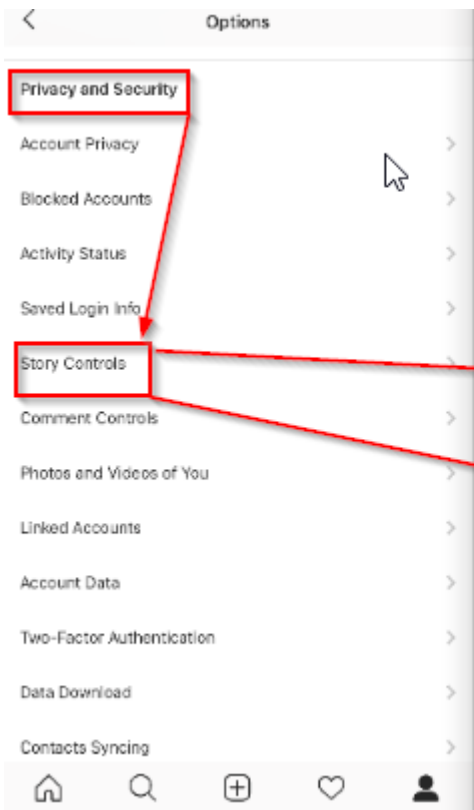 Options
Privacy and Security
Account Privacy
Blocked Accounts
Activity Status
Saved Login Info
Story Controls
Comment Controls
Photos and Videos of You
Linked Accounts
Account Data
Two-Factor Authentication
Data Download
Contacts Syncing